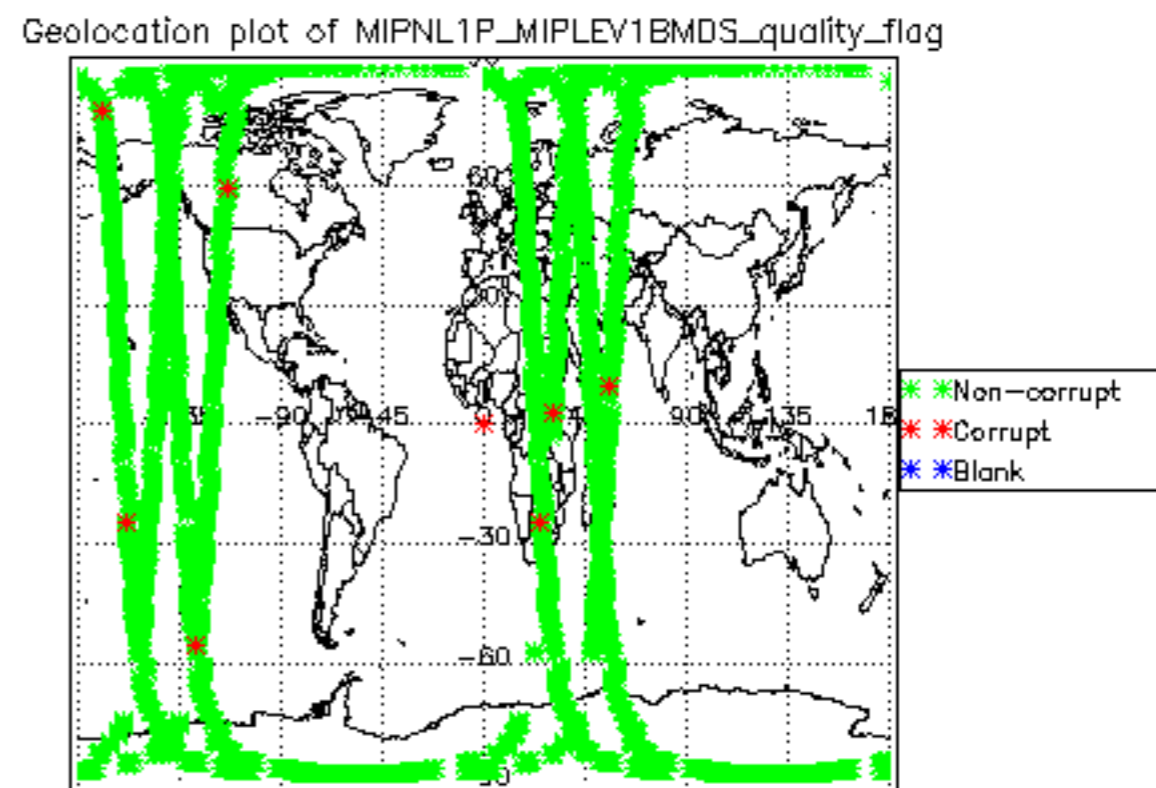 Geolocation plot of MIPNL1P_MIPLEV1BMDS_quality_flag
60
-90
45
90
135
-30
-60
Non-corrupt
Corrupt
Blank